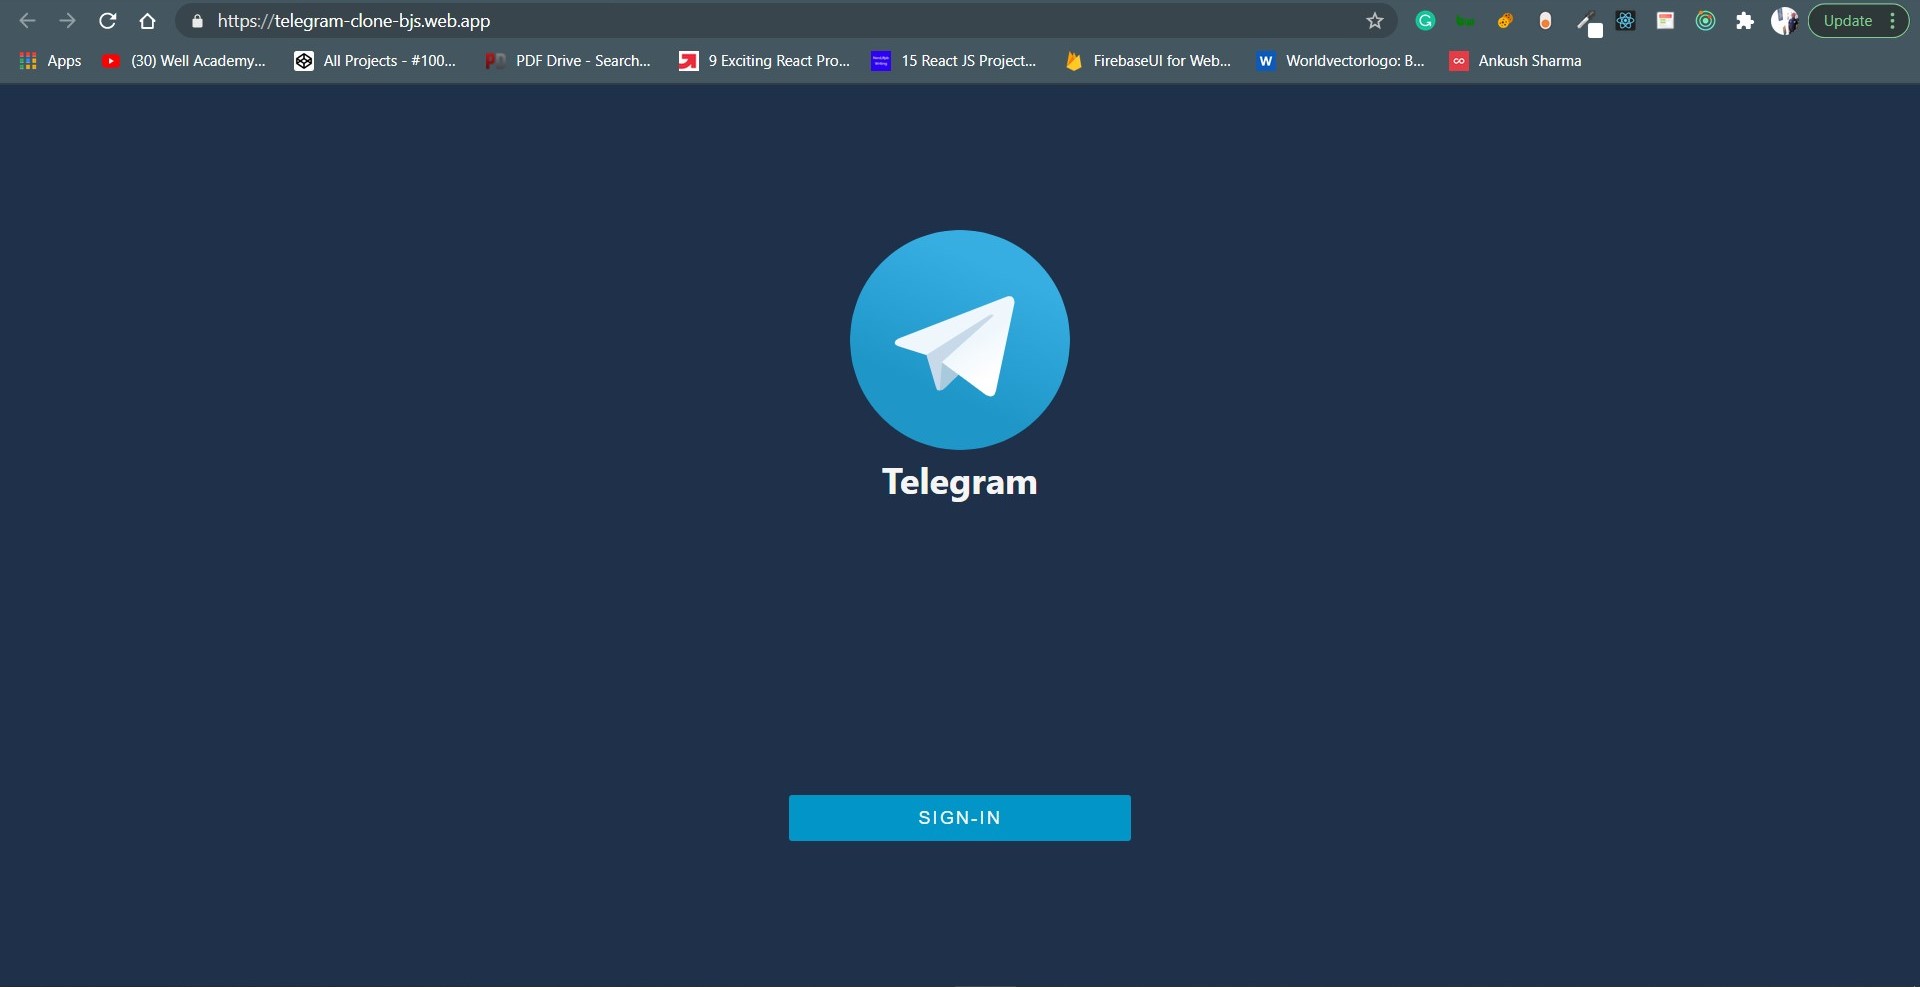 https://telegram-clone-bjs.web.app
Update
Apps
(30) Well Academy...
All Projects - #100...
PD
PDF Drive - Search...
9 Exciting React Pro...
15 React JS Project...
FirebaseUI for Web...
W
Worldvectorlogo: B...
Ankush Sharma
Telegram
SIGN-IN